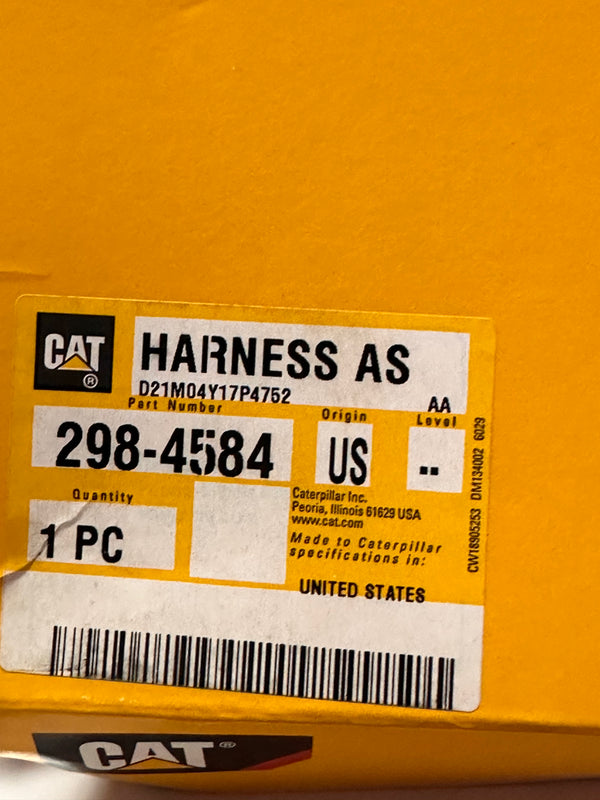 CAT®
HARNESS AS
D21M04Y17P4752
AA
Part Number
Origin
Level
298-4584
US
--
Quantity
1 PC
Caterpillar Inc.
Peoria, Illinois 61629 USA
www.cat.com
Made to Caterpillar
specifications in:
UNITED STATES
CW18905253 DM134002 6029
CAT®